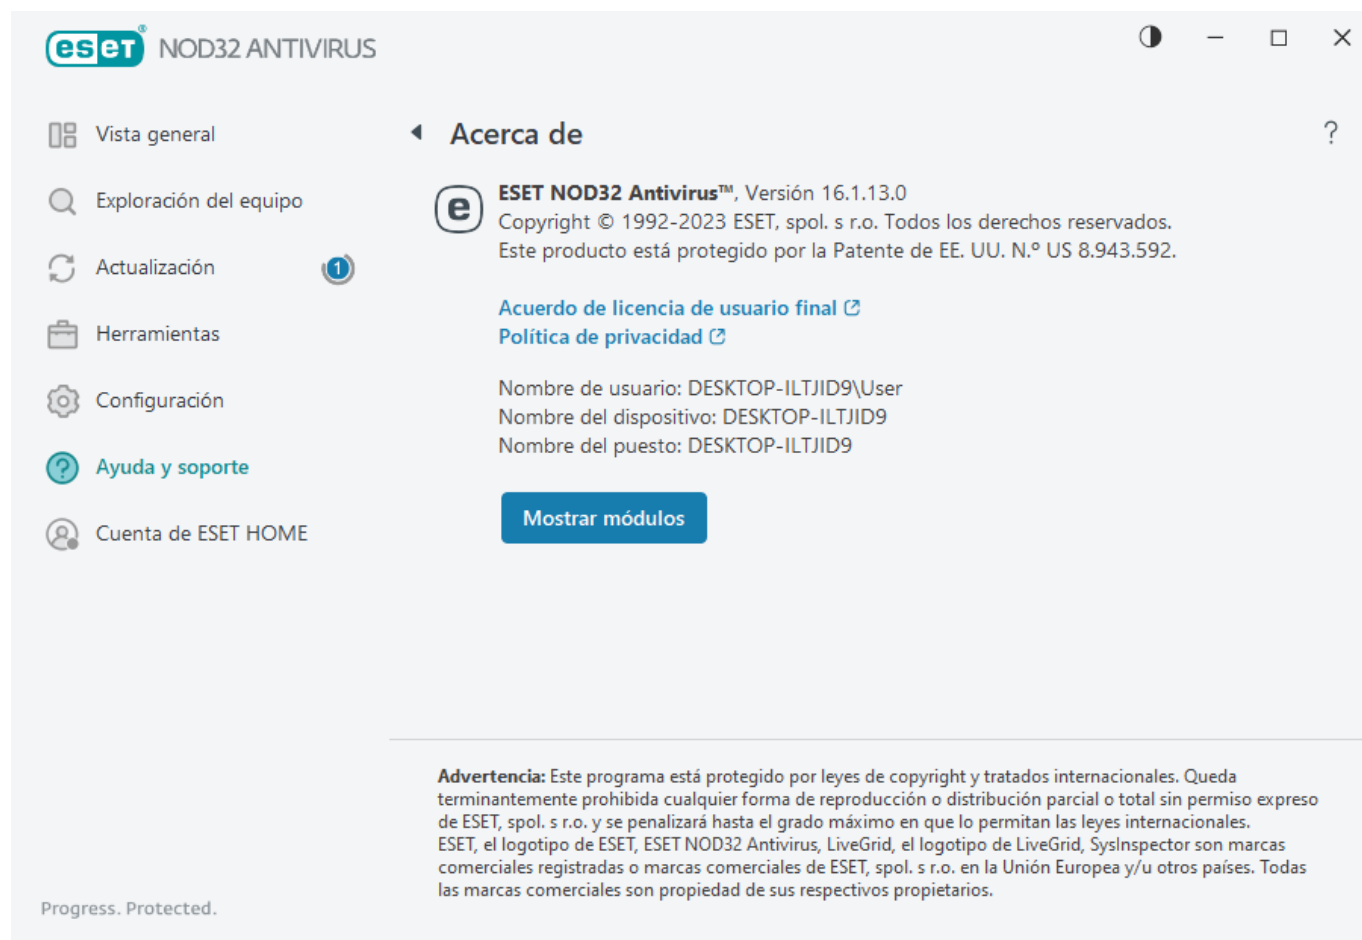 eset® NOD32 ANTIVIRUS
Vista general
Exploración del equipo
Actualización
1
Herramientas
Configuración
Ayuda y soporte
Cuenta de ESET HOME
Progress. Protected.
Acerca de
?
e
ESET NOD32 Antivirus™, Versión 16.1.13.0
Copyright © 1992-2023 ESET, spol. s r.o. Todos los derechos reservados.
Este producto está protegido por la Patente de EE. UU. N.º US 8.943.592.
Acuerdo de licencia de usuario final
Política de privacidad
Nombre de usuario: DESKTOP-ILTJID9\User
Nombre del dispositivo: DESKTOP-ILTJID9
Nombre del puesto: DESKTOP-ILTJID9
Mostrar módulos
Advertencia: Este programa está protegido por leyes de copyright y tratados internacionales. Queda
terminantemente prohibida cualquier forma de reproducción o distribución parcial o total sin permiso expreso
de ESET, spol. s r.o. y se penalizará hasta el grado máximo en que lo permitan las leyes internacionales.
ESET, el logotipo de ESET, ESET NOD32 Antivirus, LiveGrid, el logotipo de LiveGrid, SysInspector son marcas
comerciales registradas o marcas comerciales de ESET, spol. s r.o. en la Unión Europea y/u otros países. Todas
las marcas comerciales son propiedad de sus respectivos propietarios.